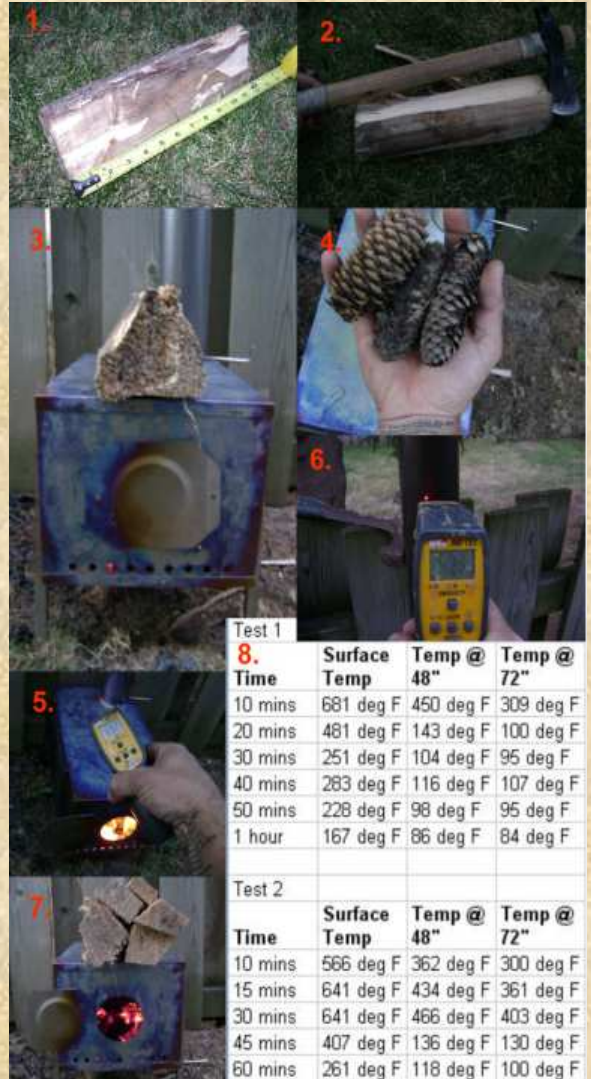 1.
2.
3.
4.
6.
5.
7.
Test 1
8.
Time Surface Temp Temp @ 48" Temp @ 72"
10 mins 681 deg F 450 deg F 309 deg F
20 mins 481 deg F 143 deg F 100 deg F
30 mins 251 deg F 104 deg F 95 deg F
40 mins 283 deg F 116 deg F 107 deg F
50 mins 228 deg F 98 deg F 95 deg F
1 hour 167 deg F 86 deg F 84 deg F
Test 2
Time Surface Temp Temp @ 48" Temp @ 72"
10 mins 566 deg F 362 deg F 300 deg F
15 mins 641 deg F 434 deg F 361 deg F
30 mins 641 deg F 466 deg F 403 deg F
45 mins 407 deg F 136 deg F 130 deg F
60 mins 261 deg F 118 deg F 100 deg F